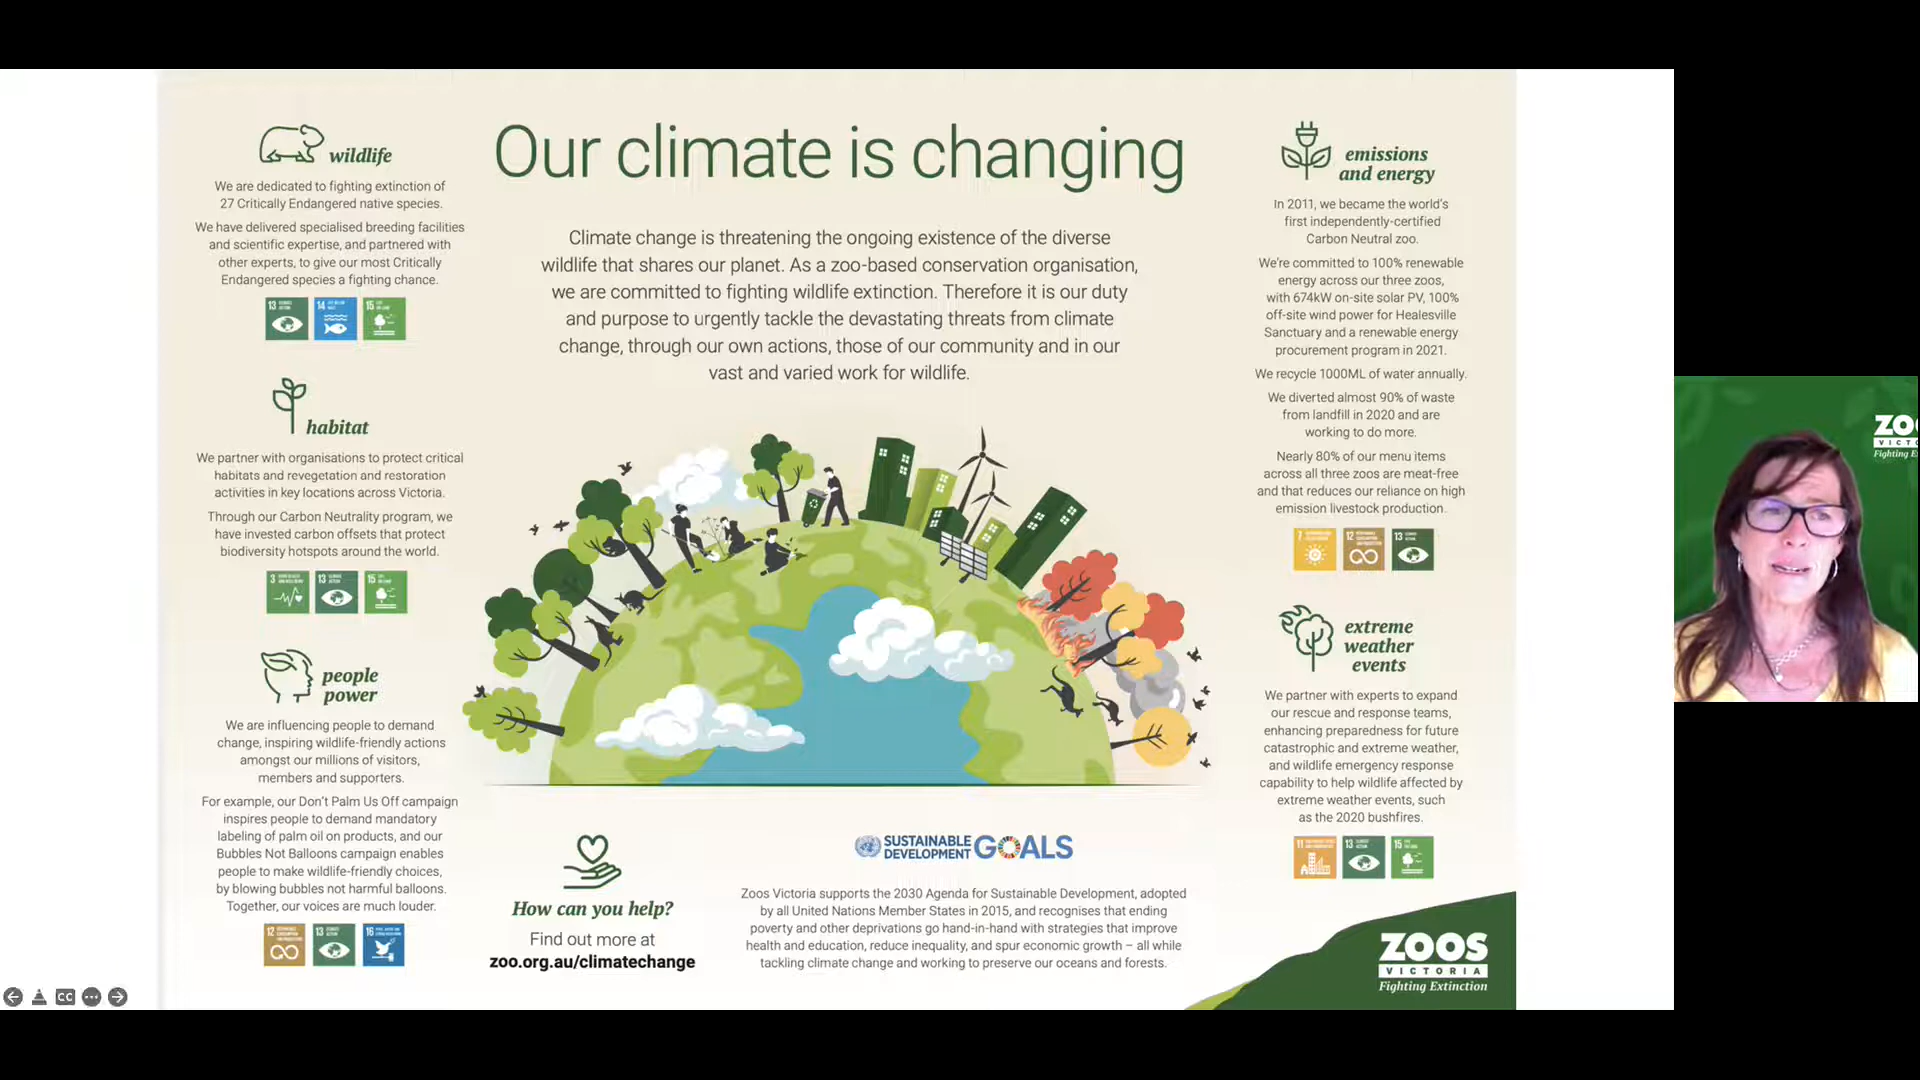 Our climate is changing
Climate change is threatening the ongoing existence of the diverse
wildlife that shares our planet. As a zoo-based conservation organisation,
we are committed to fighting wildlife extinction. Therefore it is our duty
and purpose to urgently tackle the devastating threats from climate
change, through our own actions, those of our community and in our
vast and varied work for wildlife.
wildlife
We are dedicated to fighting extinction of
27 Critically Endangered native species.
We have delivered specialised breeding facilities
and scientific expertise, and partnered with
other experts, to give our most Critically
Endangered species a fighting chance.
13
14
15
habitat
We partner with organisations to protect critical
habitats and revegetation and restoration
activities in key locations across Victoria.
Through our Carbon Neutrality program, we
have invested carbon offsets that protect
biodiversity hotspots around the world.
3
13
15
people
power
We are influencing people to demand
change, inspiring wildlife-friendly actions
amongst our millions of visitors,
members and supporters.
For example, our Don't Palm Us Off campaign
inspires people to demand mandatory
labeling of palm oil on products, and our
Bubbles Not Balloons campaign enables
people to make wildlife-friendly choices,
by blowing bubbles not harmful balloons.
Together, our voices are much louder.
12
13
16
How can you help?
Find out more at
zoo.org.au/climatechange
SUSTAINABLE
DEVELOPMENT GOALS
Zoos Victoria supports the 2030 Agenda for Sustainable Development, adopted
by all United Nations Member States in 2015, and recognises that ending
poverty and other deprivations go hand-in-hand with strategies that improve
health and education, reduce inequality, and spur economic growth – all while
tackling climate change and working to preserve our oceans and forests.
emissions
and energy
In 2011, we became the world's
first independently-certified
Carbon Neutral zoo.
We're committed to 100% renewable
energy across our three zoos,
with 674kW on-site solar PV, 100%
off-site wind power for Healesville
Sanctuary and a renewable energy
procurement program in 2021.
We recycle 1000ML of water annually.
We diverted almost 90% of waste
from landfill in 2020 and are
working to do more.
Nearly 80% of our menu items
across all three zoos are meat-free
and that reduces our reliance on high
emission livestock production.
7
12
13
extreme
weather
events
We partner with experts to expand
our rescue and response teams,
enhancing preparedness for future
catastrophic and extreme weather,
and wildlife emergency response
capability to help wildlife affected by
extreme weather events, such
as the 2020 bushfires.
11
13
15
ZOOS
VICTORIA
Fighting Extinction
CC
ZO
VICT
Fighting E